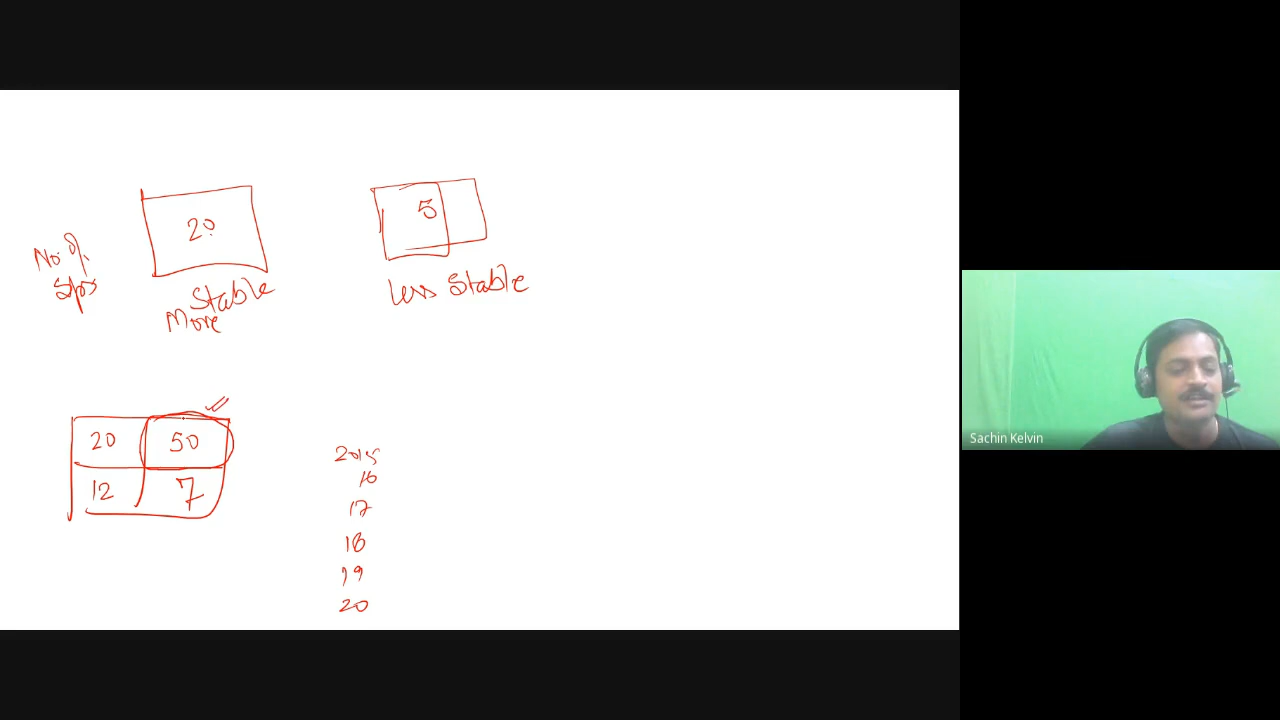 20
5
No. of
Sps
Stable
More
less Stable
20 50
12 7
2015
16
17
18
19
20
Sachin Kelvin